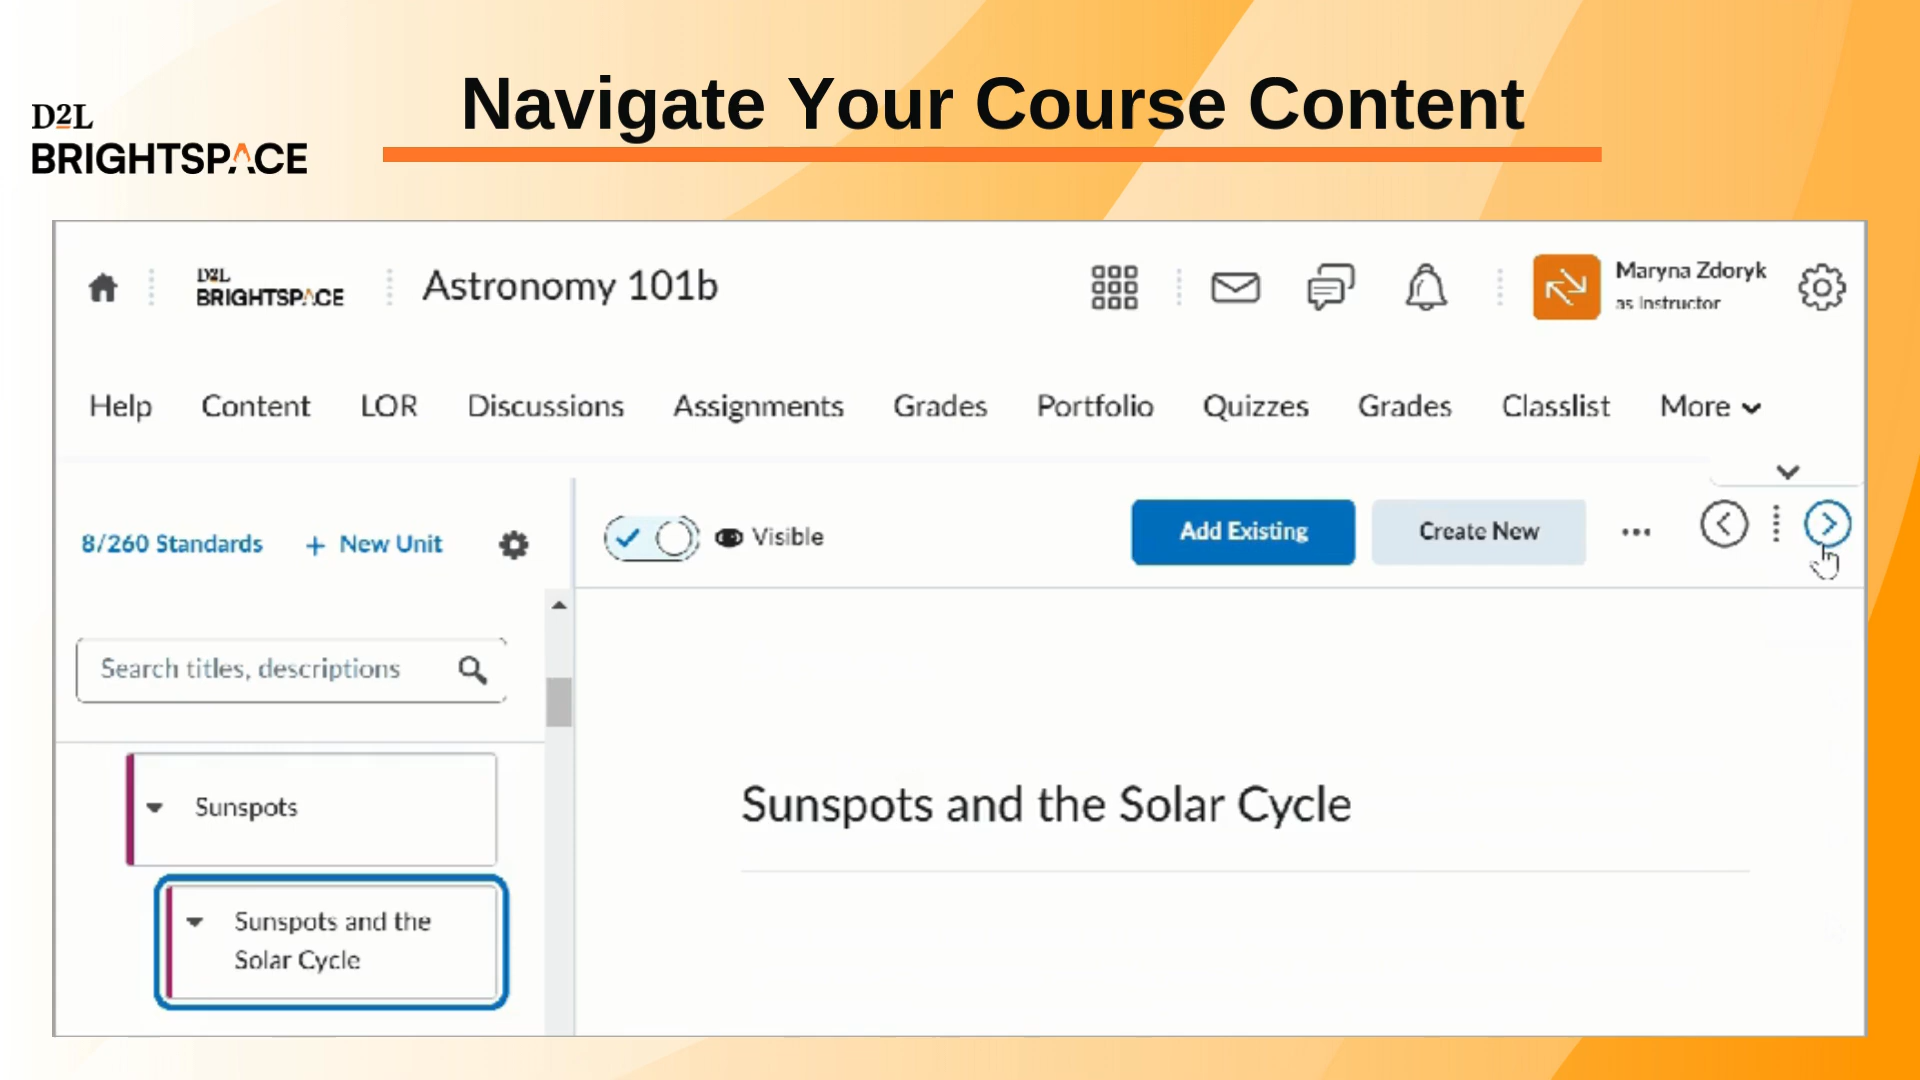 Navigate Your Course Content
D2L
BRIGHTSPACE
D2L
BRIGHTSPACE
Astronomy 101b
Maryna Zdoryk
as Instructor
Help Content LOR Discussions Assignments Grades Portfolio Quizzes Grades Classlist More
8/260 Standards + New Unit
Visible
Add Existing
Create New
Search titles, descriptions
Sunspots
Sunspots and the
Solar Cycle
Sunspots and the Solar Cycle